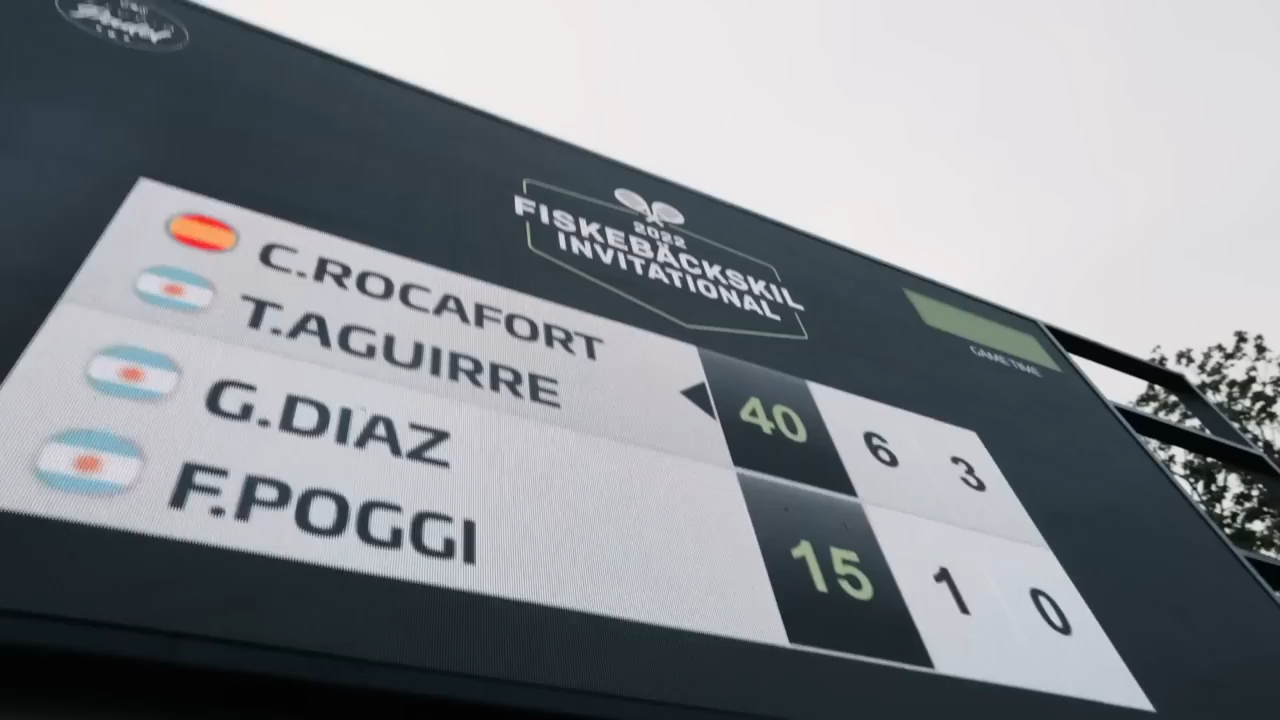 2022
FISKEBÄCKSKIL
INVITATIONAL
GAME TIME
C.ROCAFORT
T.AGUIRRE
40 6 3
G.DIAZ
F.POGGI
15 1 0